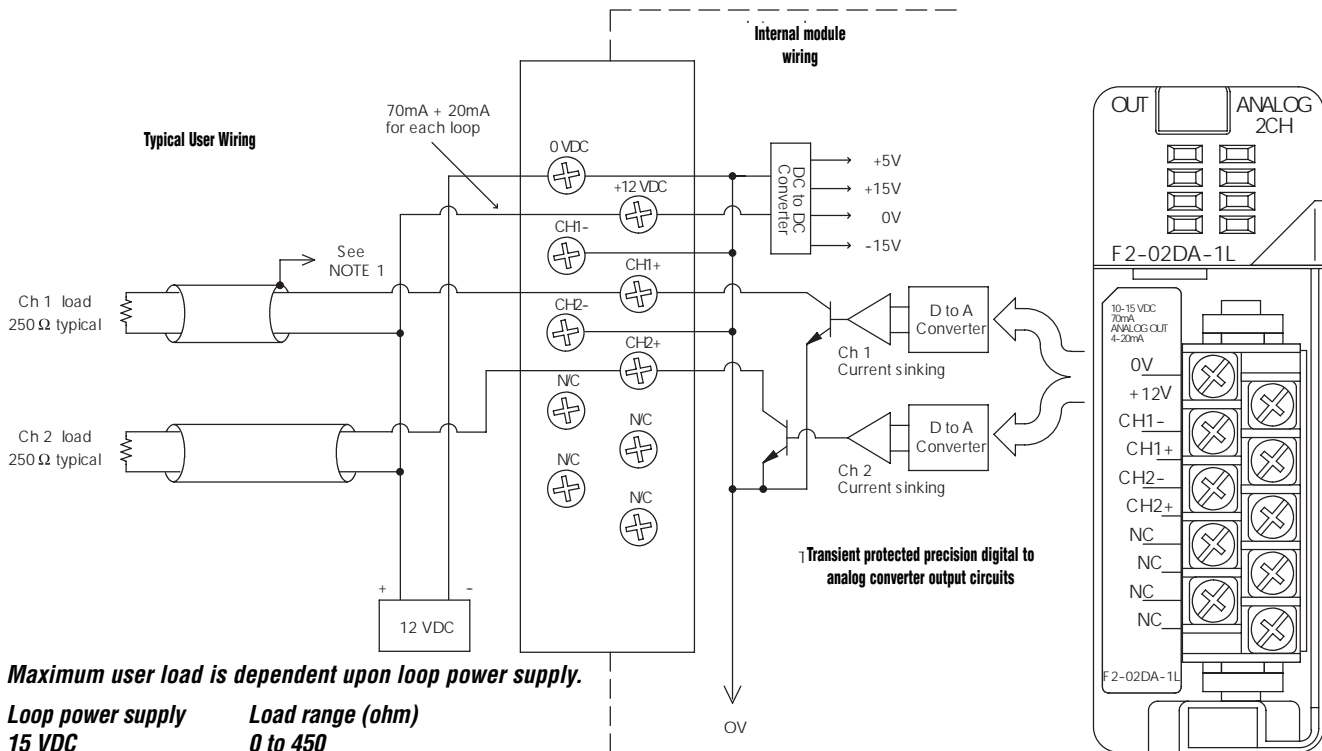 Internal module
wiring
Typical User Wiring
70mA + 20mA
for each loop
0 VDC
+12 VDC
CH1-
CH1+
CH2-
CH2+
N/C
N/C
N/C
N/C
See
NOTE 1
Ch 1 load
250 Ω typical
Ch 2 load
250 Ω typical
+ -
12 VDC
DC to DC
Converter
+5V
+15V
0V
-15V
D to A
Converter
Ch 1
Current sinking
D to A
Converter
Ch 2
Current sinking
Transient protected precision digital to
analog converter output circuits
0V
OUT
ANALOG
2CH
F2-02DA-1L
10-15 VDC
70mA
ANALOG OUT
4-20mA
0V
+12V
CH1-
CH1+
CH2-
CH2+
NC
NC
NC
NC
F2-02DA-1L
Maximum user load is dependent upon loop power supply.
Loop power supply Load range (ohm)
15 VDC 0 to 450